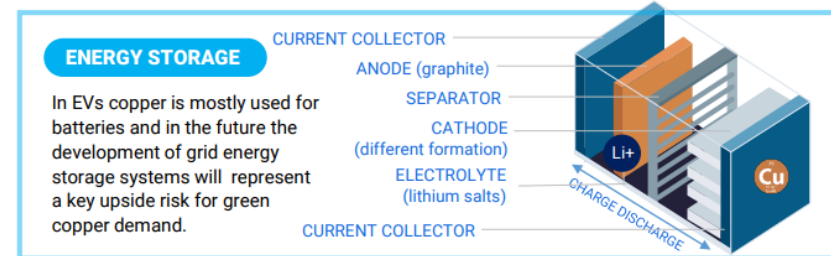 ENERGY STORAGE
In EVs copper is mostly used for
batteries and in the future the
development of grid energy
storage systems will represent
a key upside risk for green
copper demand.
CURRENT COLLECTOR
ANODE (graphite)
SEPARATOR
CATHODE
(different formation)
ELECTROLYTE
(lithium salts)
CURRENT COLLECTOR
Li+
CHARGE DISCHARGE
Cu